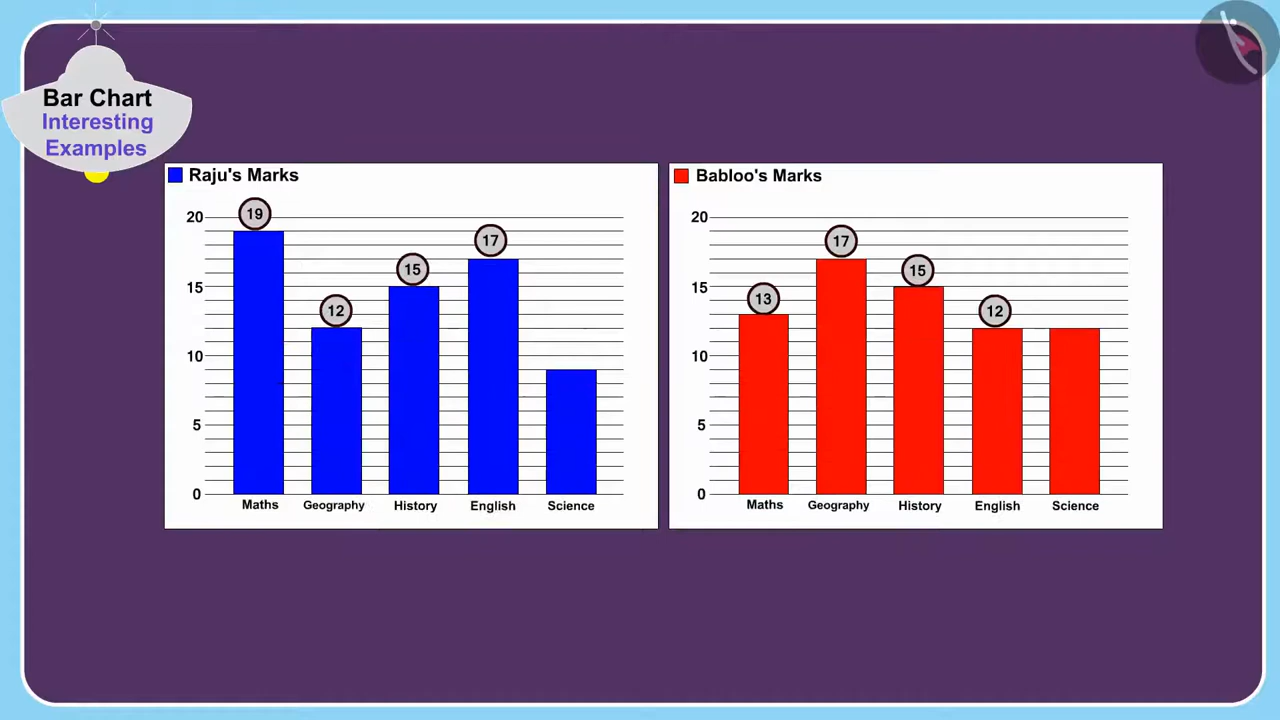 Bar Chart
Interesting
Examples
Raju's Marks
20
15
10
5
0
19
12
15
17
Maths Geography History English Science
Babloo's Marks
20
15
10
5
0
13
17
15
12
Maths Geography History English Science